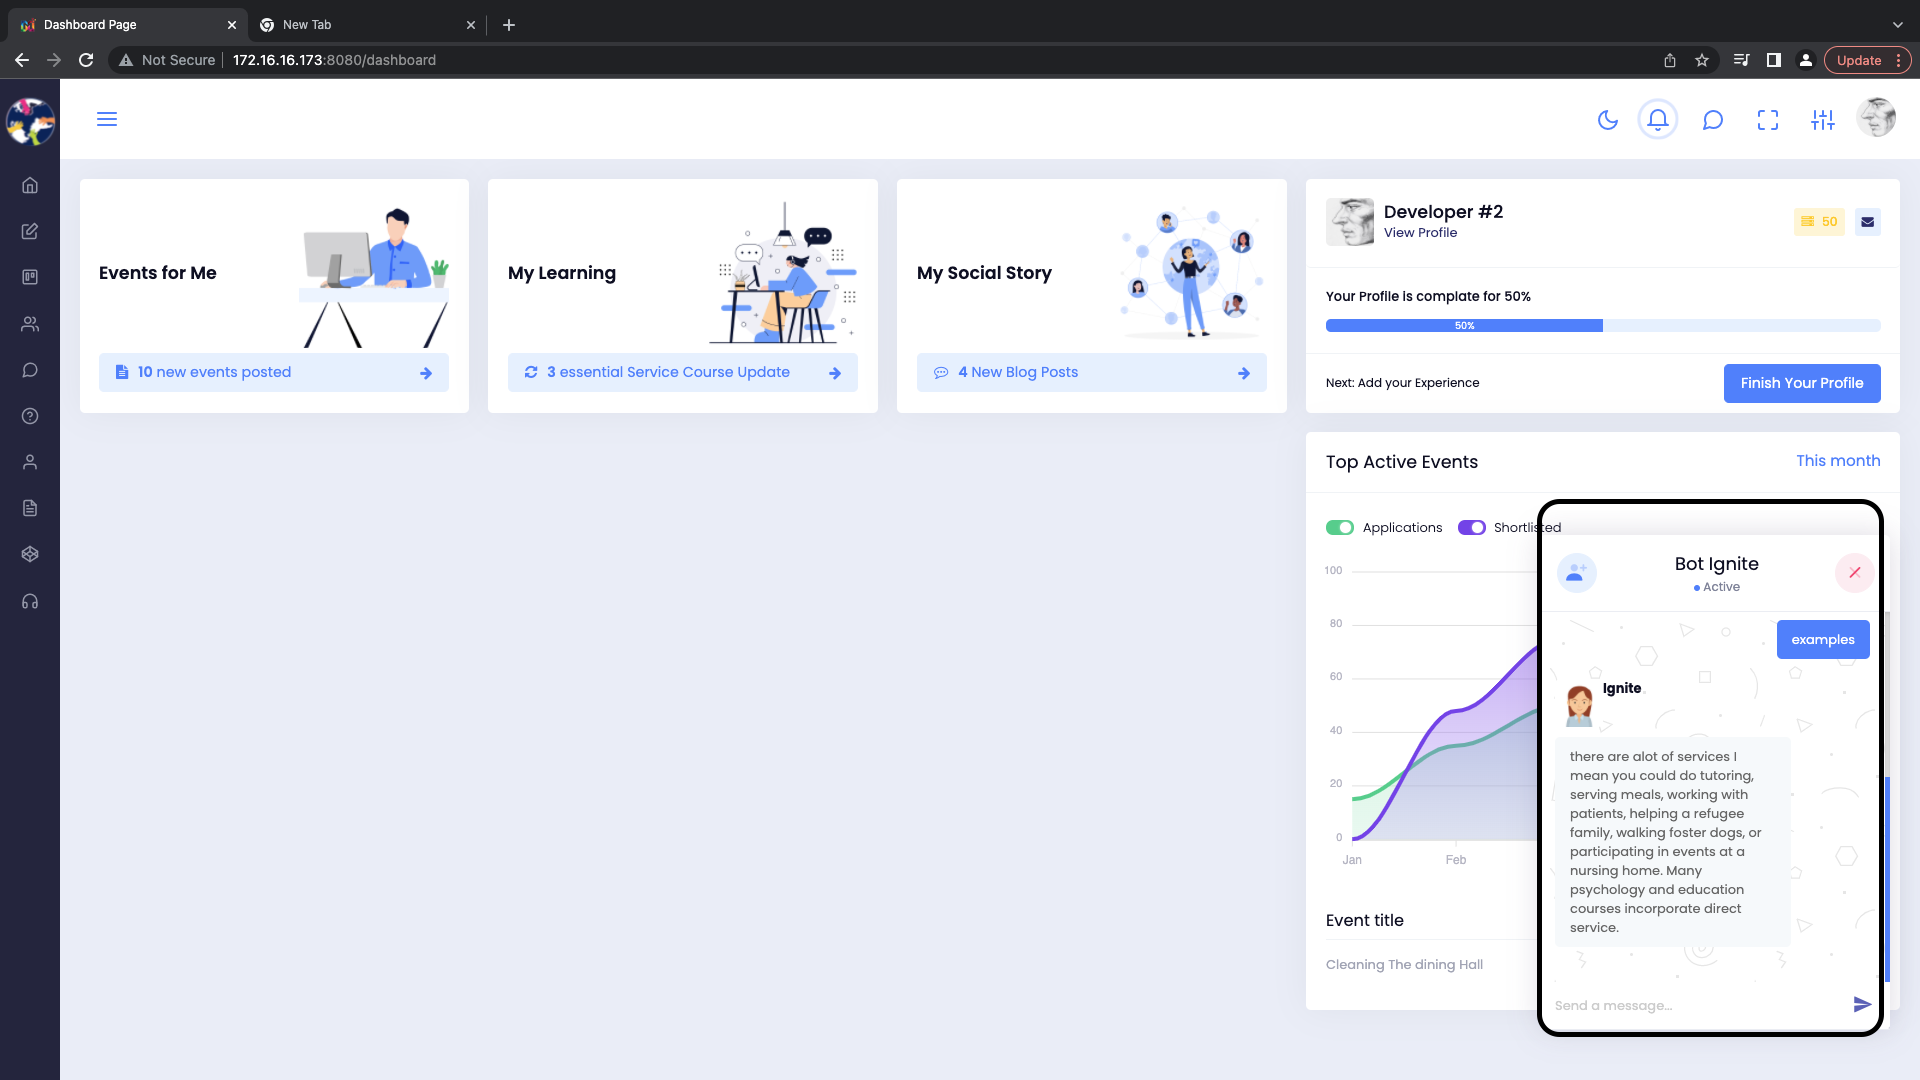 Dashboard Page
New Tab
Not Secure
172.16.16.173:8080/dashboard
Update
Events for Me
10 new events posted
My Learning
3 essential Service Course Update
My Social Story
4 New Blog Posts
Developer #2
View Profile
50
Your Profile is complate for 50%
50%
Next: Add your Experience
Finish Your Profile
Top Active Events
This month
Applications
Shortlisted
100
80
60
40
20
0
Jan
Feb
Event title
Cleaning The dining Hall
Bot Ignite
Active
examples
Ignite
there are alot of services I
mean you could do tutoring,
serving meals, working with
patients, helping a refugee
family, walking foster dogs, or
participating in events at a
nursing home. Many
psychology and education
courses incorporate direct
service.
Send a message...